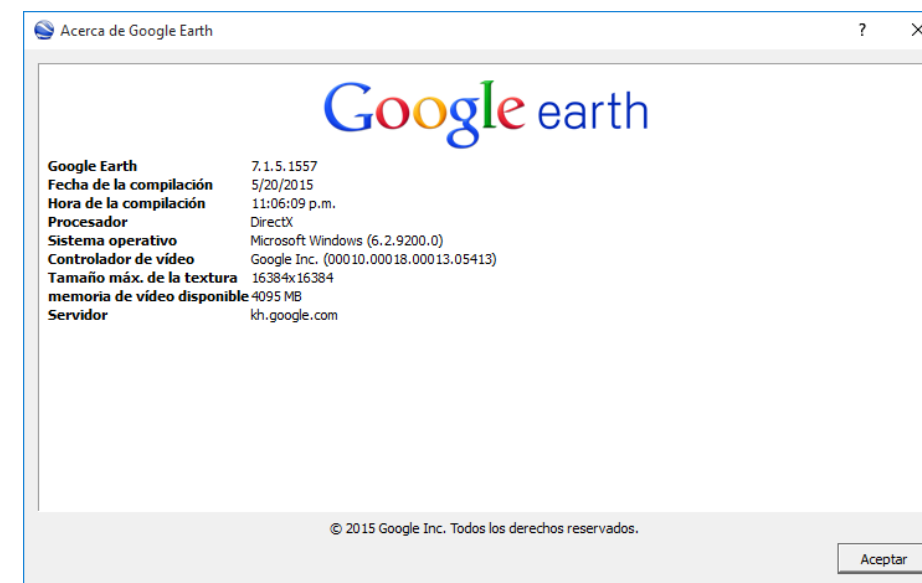 Acerca de Google Earth
Google earth
Google Earth 7.1.5.1557
Fecha de la compilación 5/20/2015
Hora de la compilación 11:06:09 p.m.
Procesador DirectX
Sistema operativo Microsoft Windows (6.2.9200.0)
Controlador de vídeo Google Inc. (00010.00018.00013.05413)
Tamaño máx. de la textura 16384x16384
memoria de vídeo disponible 4095 MB
Servidor kh.google.com
© 2015 Google Inc. Todos los derechos reservados.
Aceptar